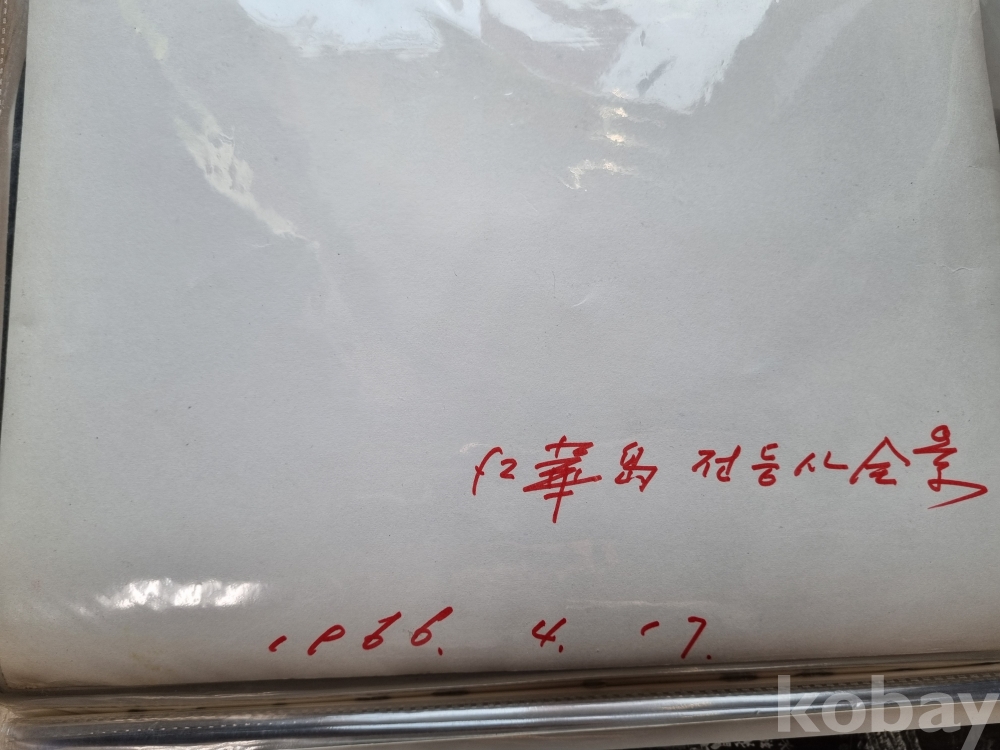 江華島 전등사 全景
1966. 4. 17.
kobay